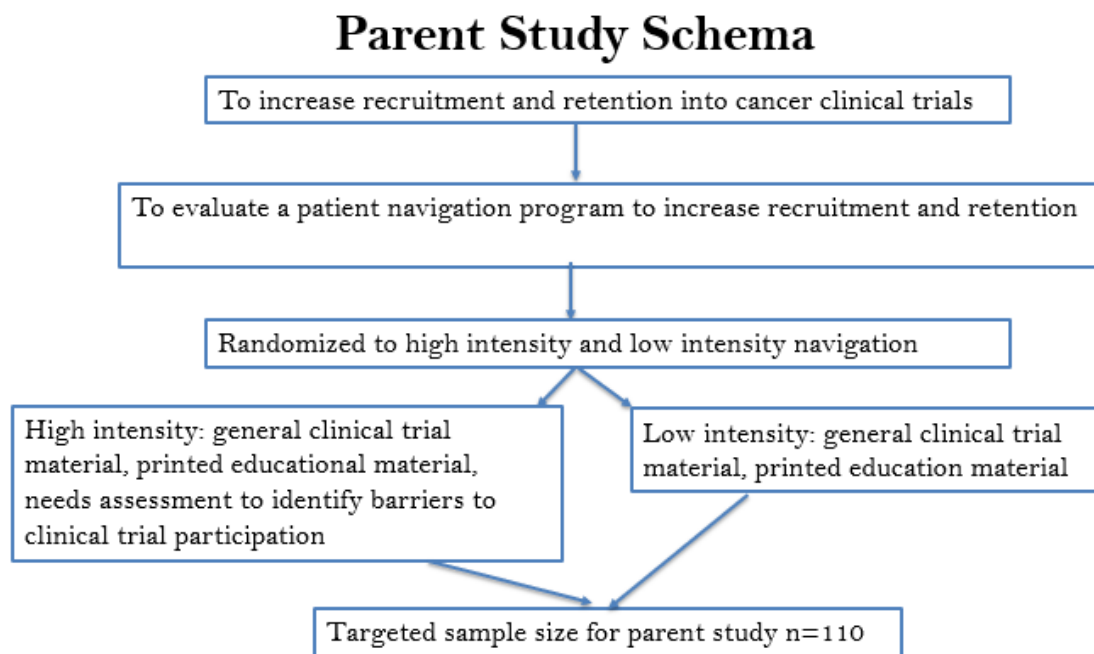 Parent Study Schema
To increase recruitment and retention into cancer clinical trials
To evaluate a patient navigation program to increase recruitment and retention
Randomized to high intensity and low intensity navigation
High intensity: general clinical trial
material, printed educational material,
needs assessment to identify barriers to
clinical trial participation
Low intensity: general clinical trial
material, printed education material
Targeted sample size for parent study n=110